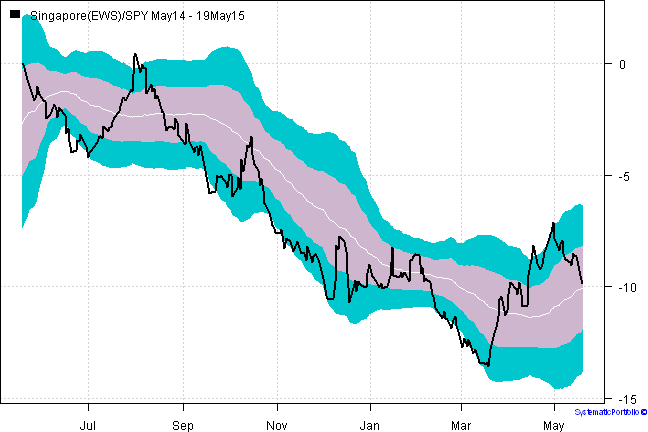 Singapore(EWS)/SPY May14 - 19May15
0
-5
-10
-15
Jul Sep Nov Jan Mar May
SystematicPortfolio ©